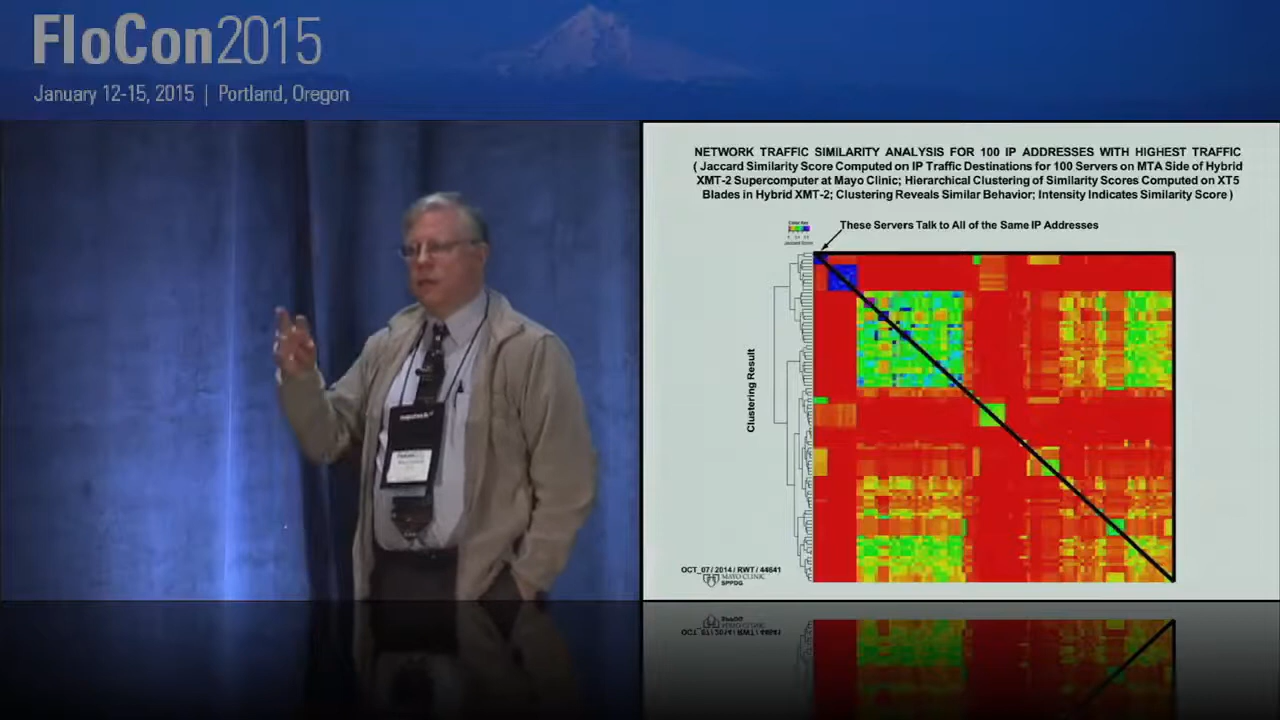 FloCon2015
January 12-15, 2015 | Portland, Oregon
NETWORK TRAFFIC SIMILARITY ANALYSIS FOR 100 IP ADDRESSES WITH HIGHEST TRAFFIC
( Jaccard Similarity Score Computed on IP Traffic Destinations for 100 Servers on MTA Side of Hybrid
XMT-2 Supercomputer at Mayo Clinic; Hierarchical Clustering of Similarity Scores Computed on XT5
Blades in Hybrid XMT-2; Clustering Reveals Similar Behavior; Intensity Indicates Similarity Score )
These Servers Talk to All of the Same IP Addresses
Clustering Result
OCT_07 / 2014 / RWT / 44641
MAYO CLINIC
SPPDG